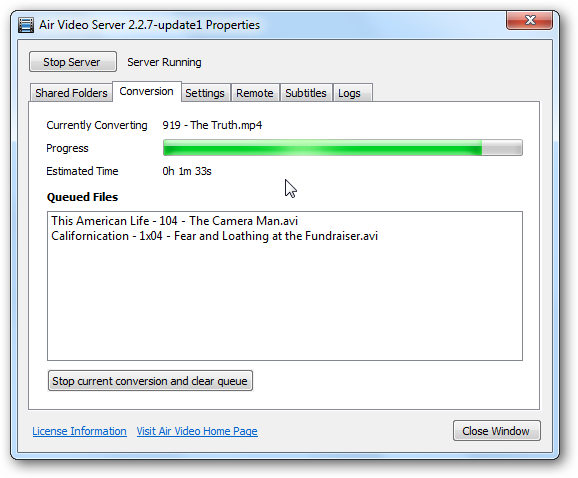 Air Video Server 2.2.7-update1 Properties
Stop Server Server Running
Shared Folders Conversion Settings Remote Subtitles Logs
Currently Converting 919 - The Truth.mp4
Progress
Estimated Time 0h 1m 33s
Queued Files
This American Life - 104 - The Camera Man.avi
Californication - 1x04 - Fear and Loathing at the Fundraiser.avi
Stop current conversion and clear queue
License Information Visit Air Video Home Page Close Window